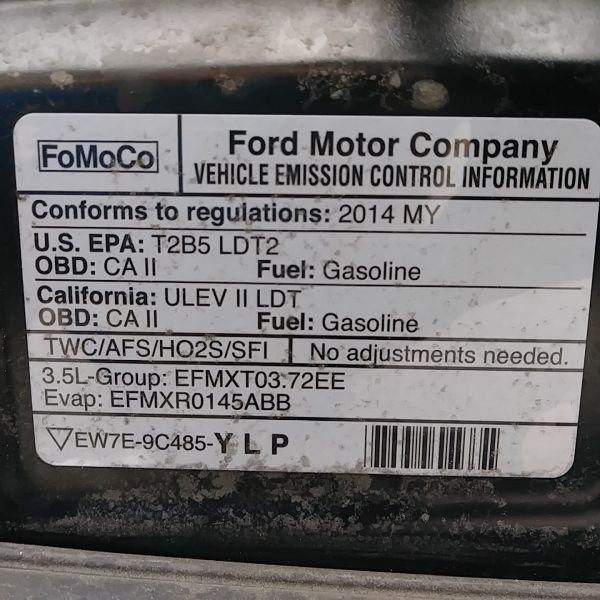 FoMoCo
Ford Motor Company
VEHICLE EMISSION CONTROL INFORMATION
Conforms to regulations: 2014 MY
U.S. EPA: T2B5 LDT2
OBD: CA II Fuel: Gasoline
California: ULEV II LDT
OBD: CA II Fuel: Gasoline
TWC/AFS/HO2S/SFI No adjustments needed.
3.5L-Group: EFMXT03.72EE
Evap: EFMXR0145ABB
EW7E-9C485-Y L P